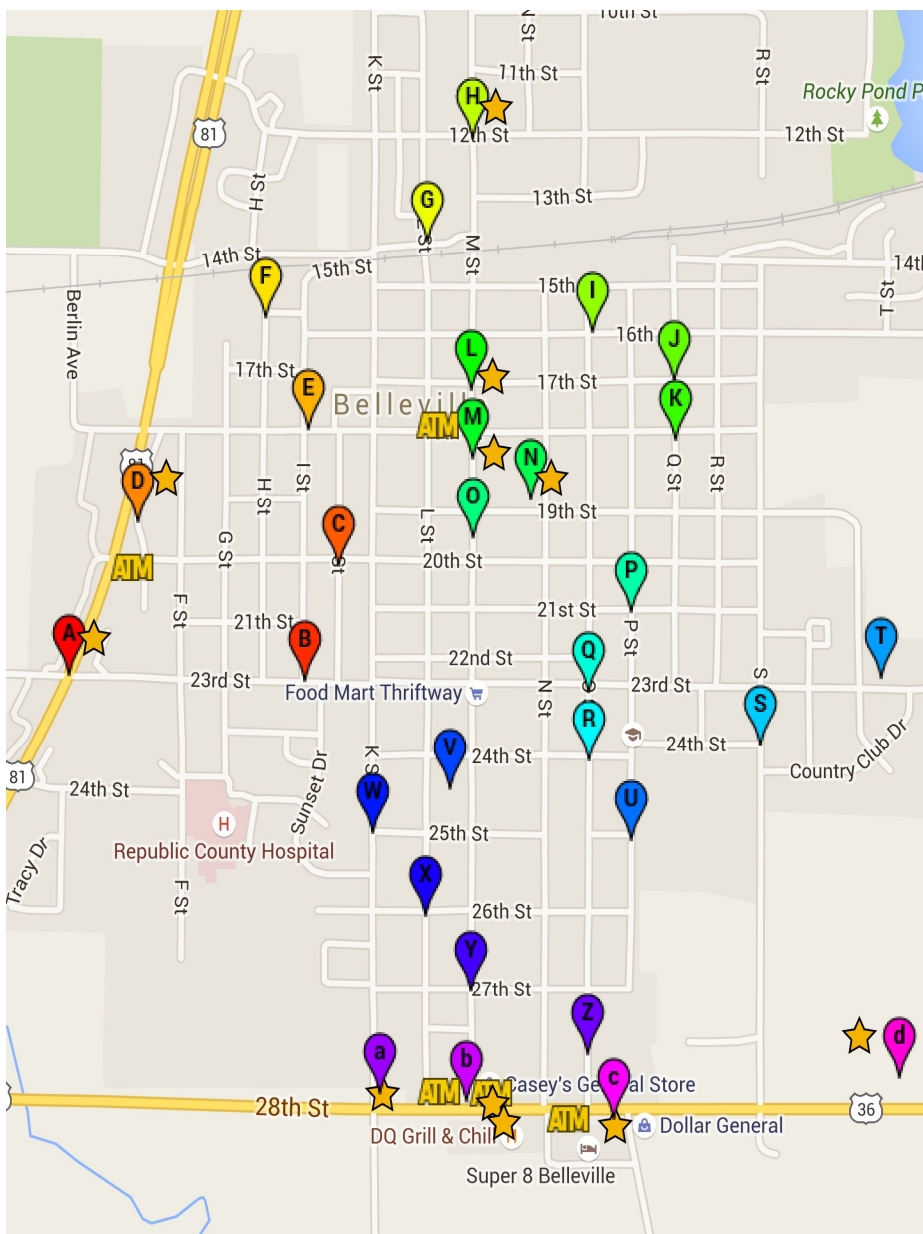 10th St
N St
K St
R St
11th St
Rocky Pond P
81
H
12th St
12th St
H St
13th St
G
L St
M St
14th St
15th St
F
14t
Berlin Ave
15th
I
T St
16th
J
L
17th St
17th St
E
K
Belleville
M
ATM
81
N
D
I St
Q St
R St
H St
O
19th St
C
L St
G St
St
20th St
ATM
P
F St
21st St
21th St
A
B
P St
T
22nd St
Q
23rd St
23rd St
Food Mart Thriftway
N St
S
S
R
V
24th St
24th St
K S
Country Club Dr
81
24th St
Sunset Dr
W
U
H
25th St
Republic County Hospital
Tracy Dr
X
F St
26th St
Y
27th St
Z
d
a
b
c
ATM
ATM
Casey's General Store
28th St
36
ATM
DQ Grill & Chill
Dollar General
Super 8 Belleville